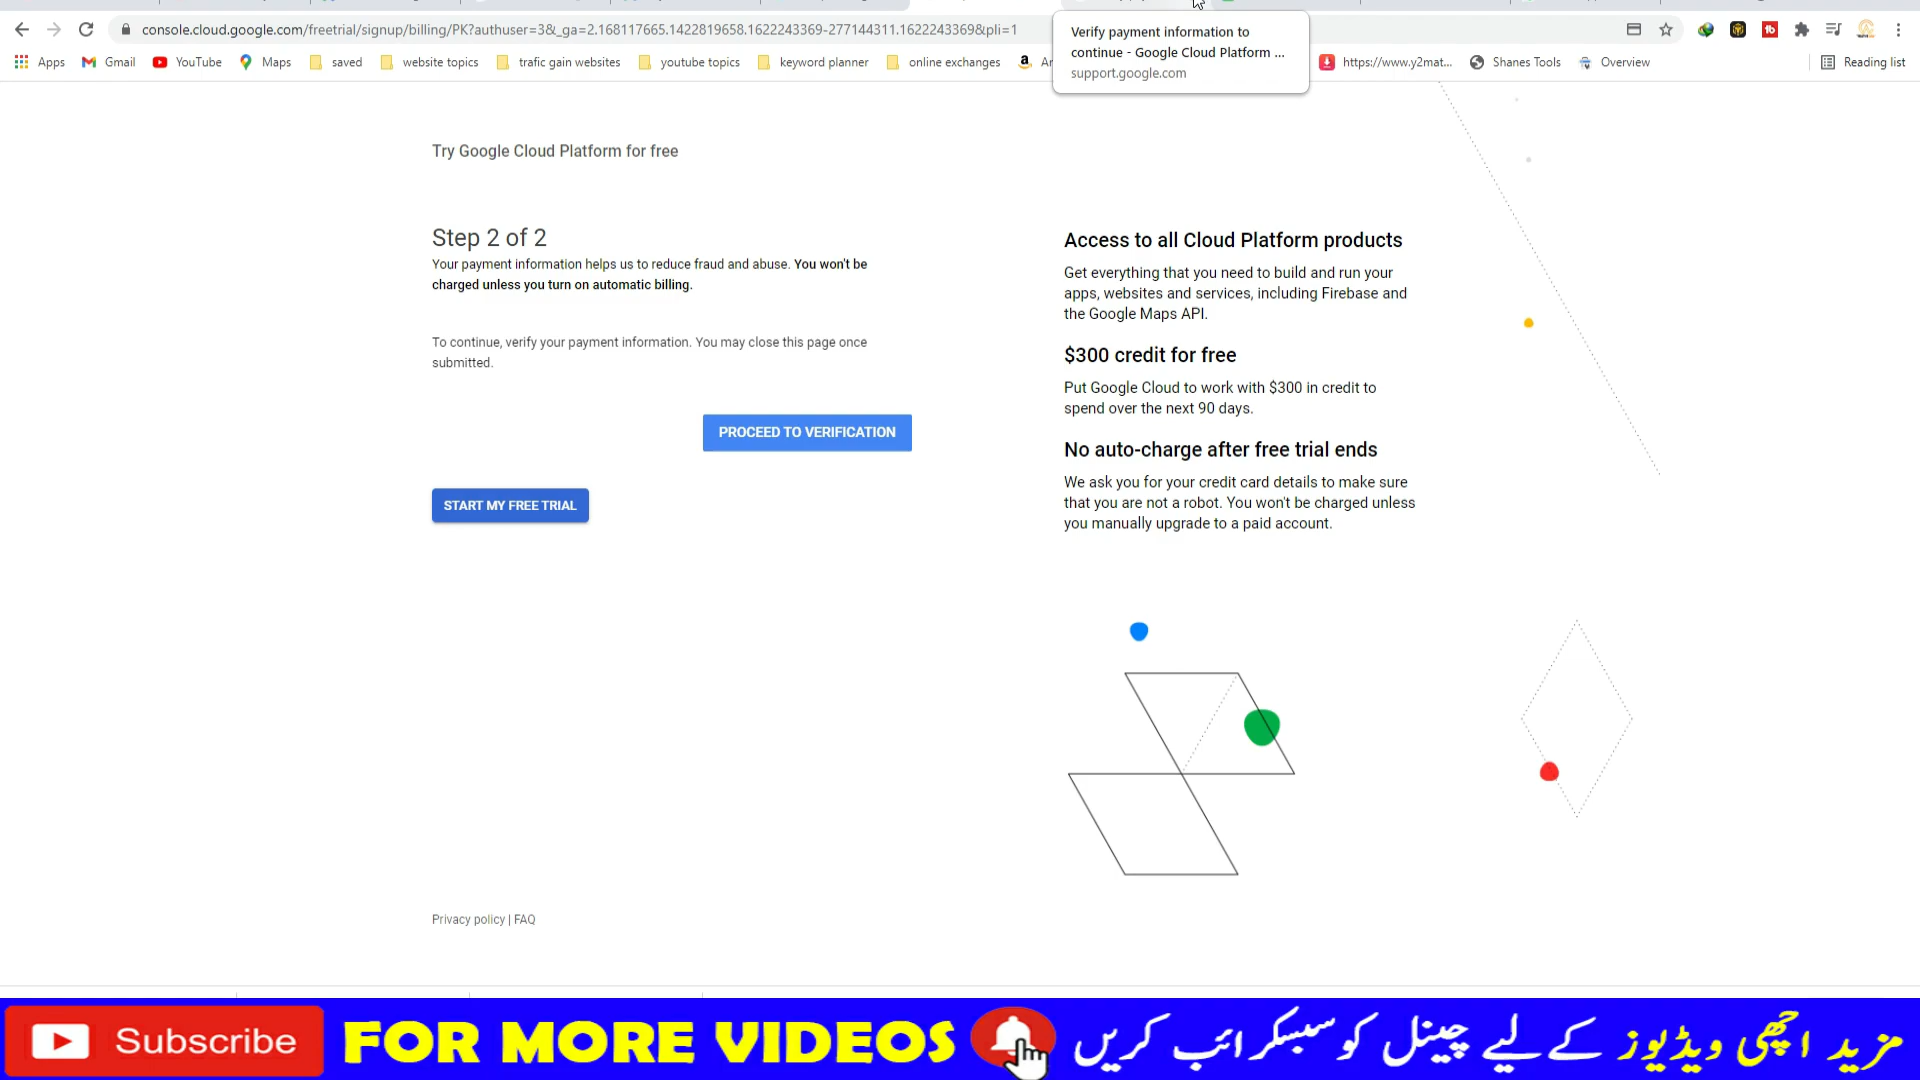 console.cloud.google.com/freetrial/signup/billing/PK?authuser=3&_ga=2.168117665.1422819658.1622243369-277144311.1622243369&pli=1
Verify payment information to
continue - Google Cloud Platform ...
support.google.com
Apps Gmail YouTube Maps saved website topics trafic gain websites youtube topics keyword planner online exchanges https://www.y2mat... Shanes Tools Overview Reading list
Try Google Cloud Platform for free
Step 2 of 2
Your payment information helps us to reduce fraud and abuse. You won't be
charged unless you turn on automatic billing.
To continue, verify your payment information. You may close this page once
submitted.
PROCEED TO VERIFICATION
START MY FREE TRIAL
Access to all Cloud Platform products
Get everything that you need to build and run your
apps, websites and services, including Firebase and
the Google Maps API.
$300 credit for free
Put Google Cloud to work with $300 in credit to
spend over the next 90 days.
No auto-charge after free trial ends
We ask you for your credit card details to make sure
that you are not a robot. You won't be charged unless
you manually upgrade to a paid account.
Privacy policy | FAQ
Subscribe
FOR MORE VIDEOS
مزید اچھی ویڈیوز کے لیے چینل کو سبسکرائب کریں